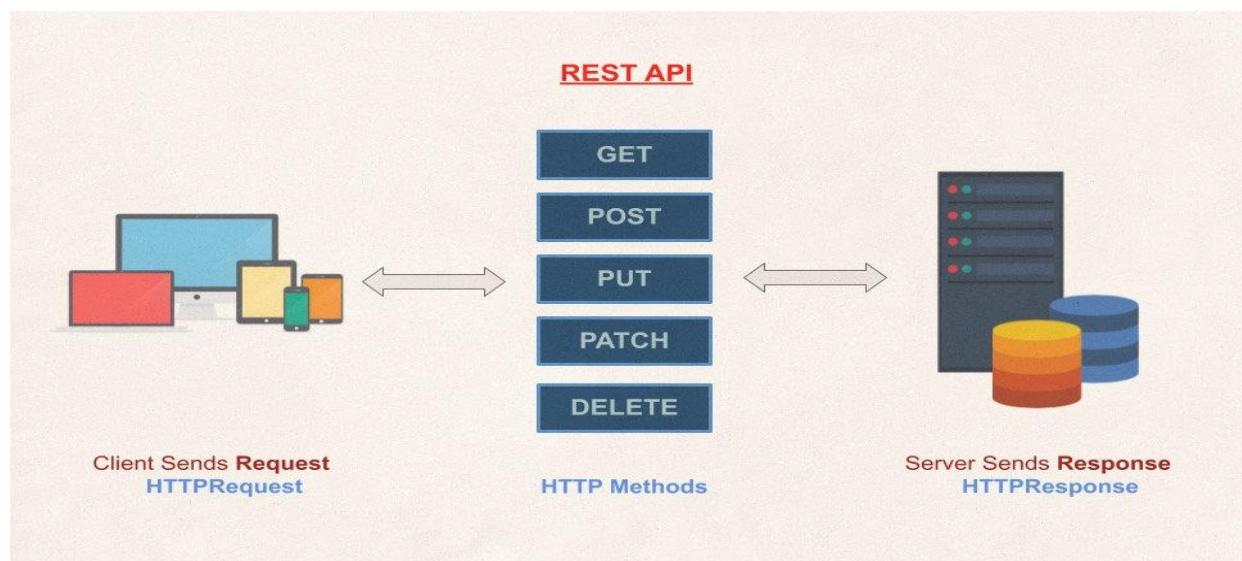 REST API
GET
POST
PUT
PATCH
DELETE
Client Sends Request
HTTPRequest
HTTP Methods
Server Sends Response
HTTPResponse